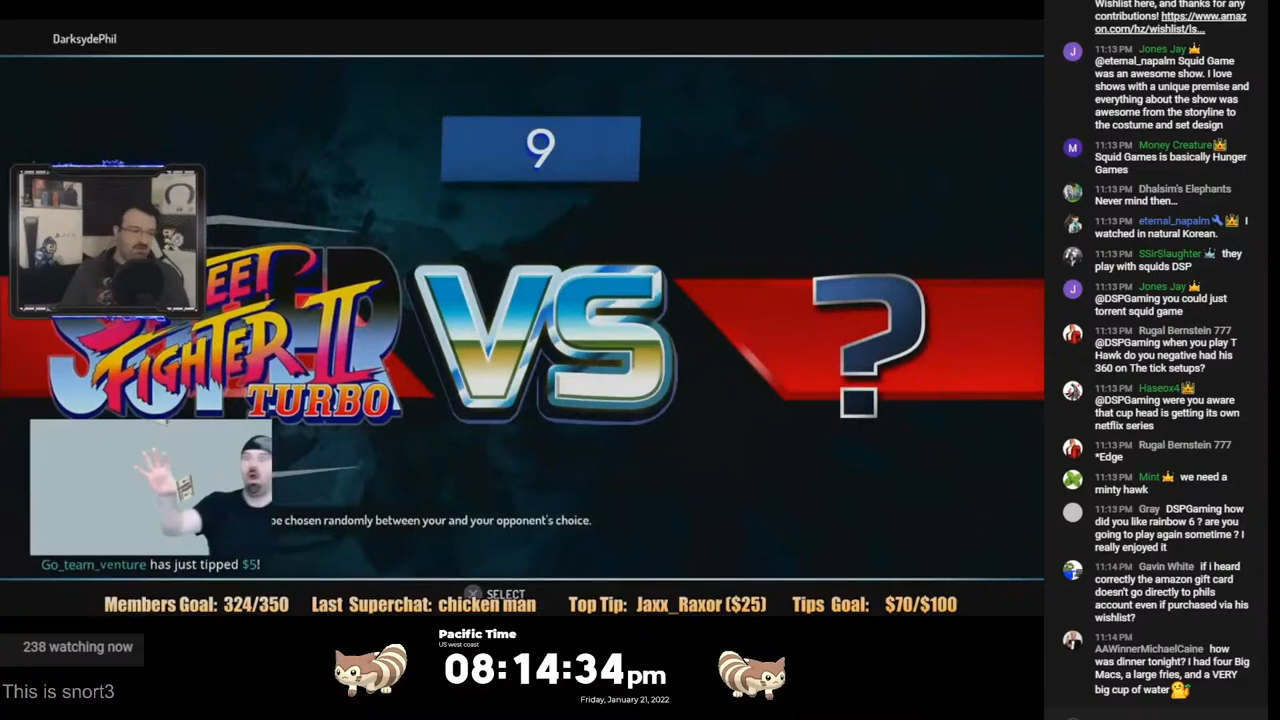 DarksydePhil
9
STREET
FIGHTER II
TURBO
VS
?
be chosen randomly between your and your opponent's choice.
Go_team_venture has just tipped $5!
SELECT
Members Goal: 324/350
Last Superchat: chicken man
Top Tip: Jaxx_Raxor ($25)
Tips Goal: $70/$100
238 watching now
This is snort3
Pacific Time
US west coast
08:14:34pm
Friday, January 21, 2022
Wishlist here, and thanks for any
contributions! https://www.amaz
on.com/hz/wishlist/ls...
J 11:13 PM Jones Jay
@eternal_napalm Squid Game
was an awesome show. I love
shows with a unique premise and
everything about the show was
awesome from the storyline to
the costume and set design
M 11:13 PM Money Creature
Squid Games is basically Hunger
Games
11:13 PM Dhalsim's Elephants
Never mind then...
11:13 PM eternal_napalm I
watched in natural Korean.
11:13 PM SSirSlaughter they
play with squids DSP
J 11:13 PM Jones Jay
@DSPGaming you could just
torrent squid game
11:13 PM Rugal Bernstein 777
@DSPGaming when you play T
Hawk do you negative had his
360 on The tick setups?
11:13 PM Haseox4
@DSPGaming were you aware
that cup head is getting its own
netflix series
11:13 PM Rugal Bernstein 777
*Edge
11:13 PM Mint we need a
minty hawk
11:13 PM Gray DSPGaming how
did you like rainbow 6 ? are you
going to play again sometime ? I
really enjoyed it
11:14 PM Gavin White if i heard
correctly the amazon gift card
doesn't go directly to phils
account even if purchased via his
wishlist?
11:14 PM
AAWinnerMichaelCaine how
was dinner tonight? I had four Big
Macs, a large fries, and a VERY
big cup of water